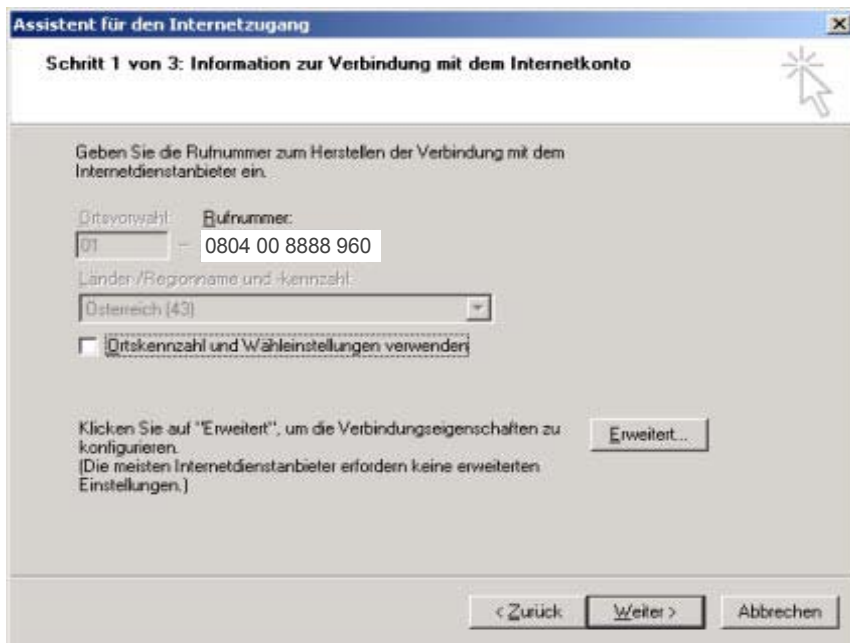 Assistent für den Internetzugang
Schritt 1 von 3: Information zur Verbindung mit dem Internetkonto
Geben Sie die Rufnummer zum Herstellen der Verbindung mit dem
Internetdienstanbieter ein.
Ortsvorwahl: Rufnummer:
01 – 0804 00 8888 960
Länder-/Regionname und -kennzahl:
Österreich (43)
Ortskennzahl und Wähleinstellungen verwenden
Klicken Sie auf "Erweitert", um die Verbindungseigenschaften zu
konfigurieren.
(Die meisten Internetdienstanbieter erfordern keine erweiterten
Einstellungen.)
Erweitert...
< Zurück Weiter > Abbrechen